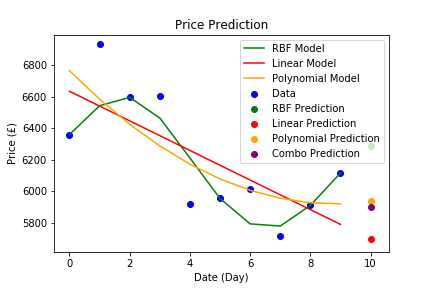 Price Prediction
RBF Model
Linear Model
Polynomial Model
Data
RBF Prediction
Linear Prediction
Polynomial Prediction
Combo Prediction
Price (£)
6800
6600
6400
6200
6000
5800
0 2 4 6 8 10
Date (Day)